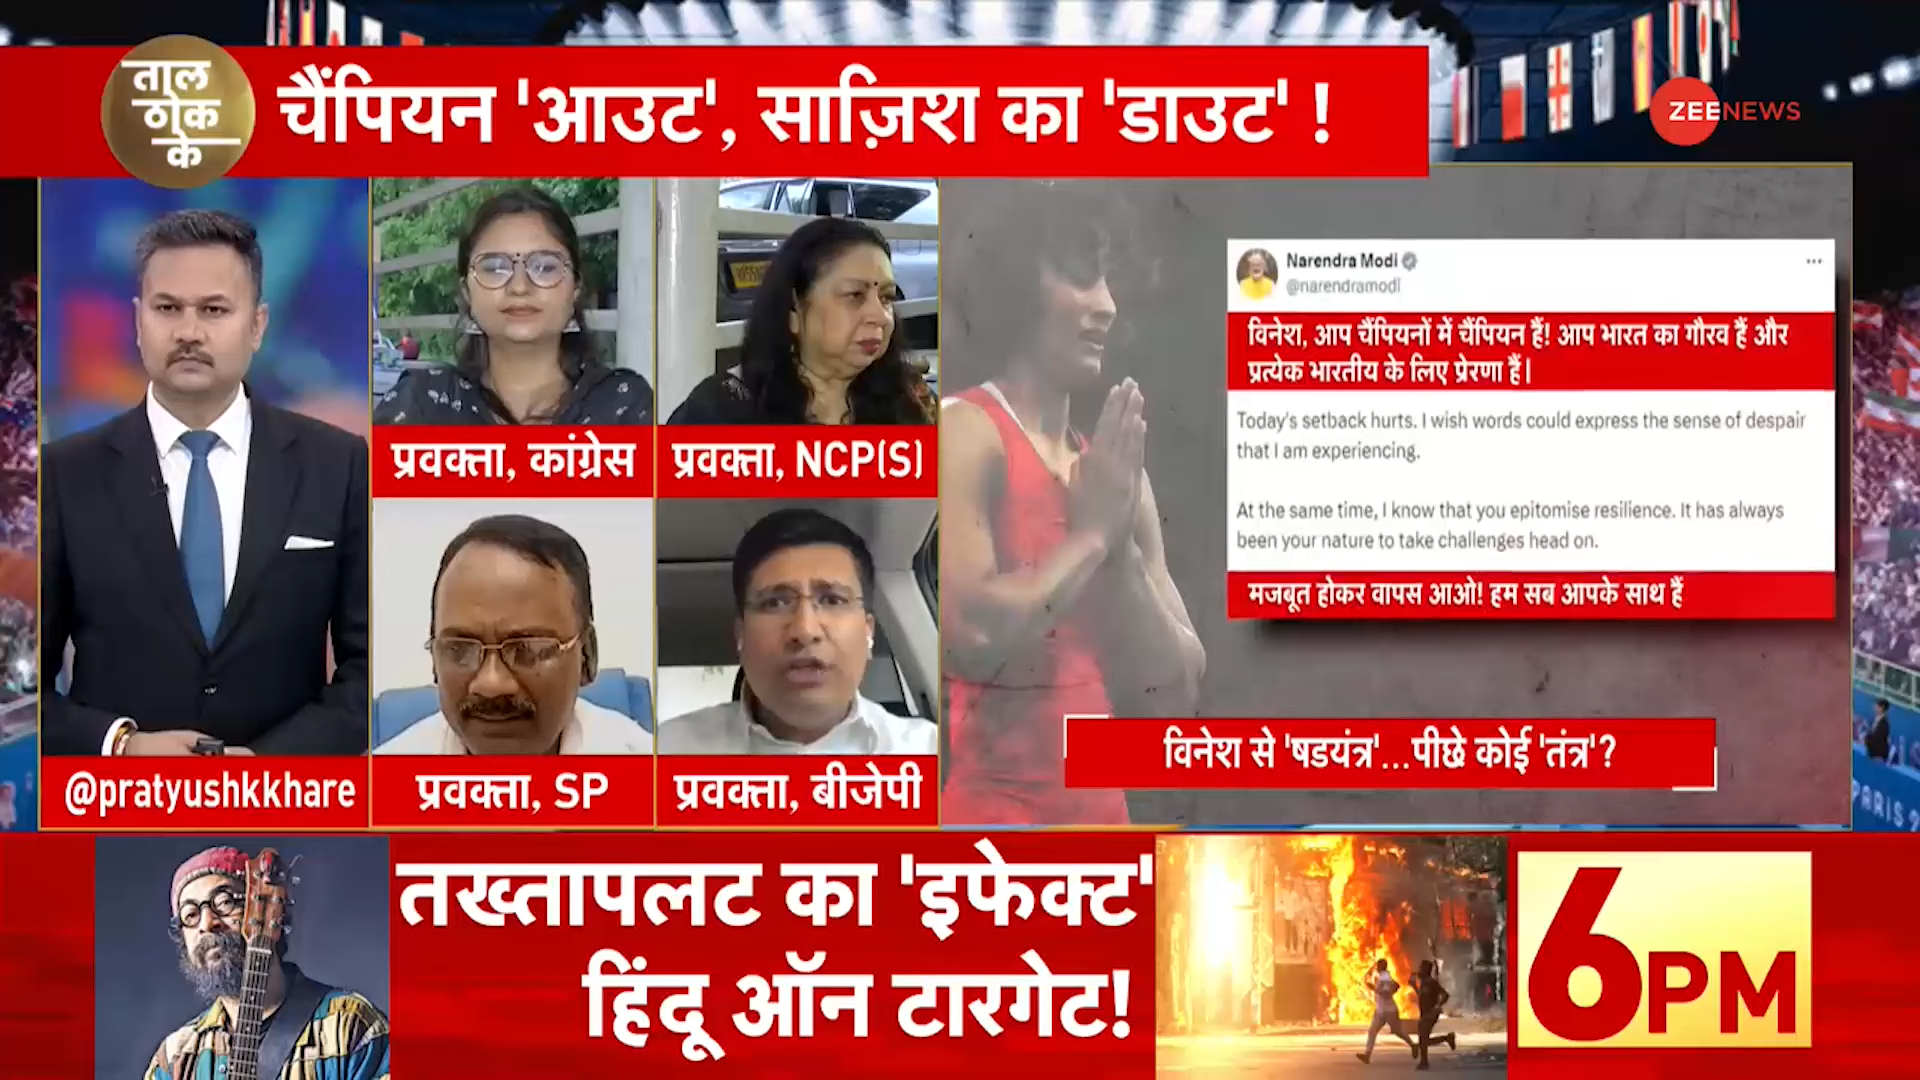 ताल
ठोक
के
चैंपियन 'आउट', साज़िश का 'डाउट' !
ZEENEWS
Narendra Modi
@narendramodi
विनेश, आप चैंपियनों में चैंपियन हैं! आप भारत का गौरव हैं और
प्रत्येक भारतीय के लिए प्रेरणा हैं|
Today's setback hurts. I wish words could express the sense of despair
that I am experiencing.
At the same time, I know that you epitomise resilience. It has always
been your nature to take challenges head on.
मजबूत होकर वापस आओ! हम सब आपके साथ हैं
प्रवक्ता, कांग्रेस
प्रवक्ता, NCP(S)
विनेश से 'षडयंत्र'...पीछे कोई 'तंत्र'?
@pratyushkkhare
प्रवक्ता, SP
प्रवक्ता, बीजेपी
PARIS 2
तख्तापलट का 'इफेक्ट'
हिंदू ऑन टारगेट!
6PM